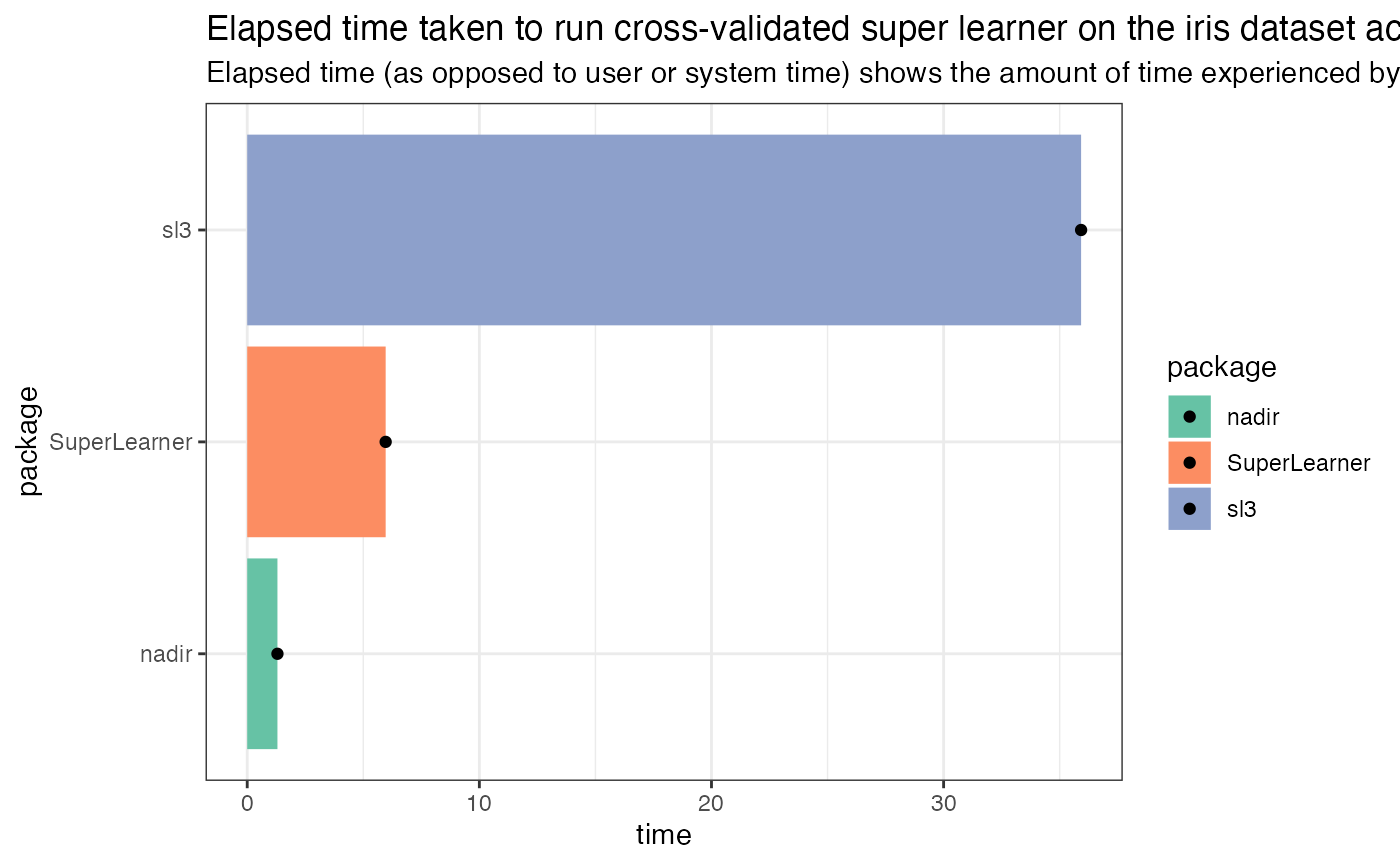 Elapsed time taken to run cross-validated super learner on the iris dataset ac
Elapsed time (as opposed to user or system time) shows the amount of time experienced by
sl3
SuperLearner
nadir
package
0 10 20 30
time
package
nadir
SuperLearner
sl3